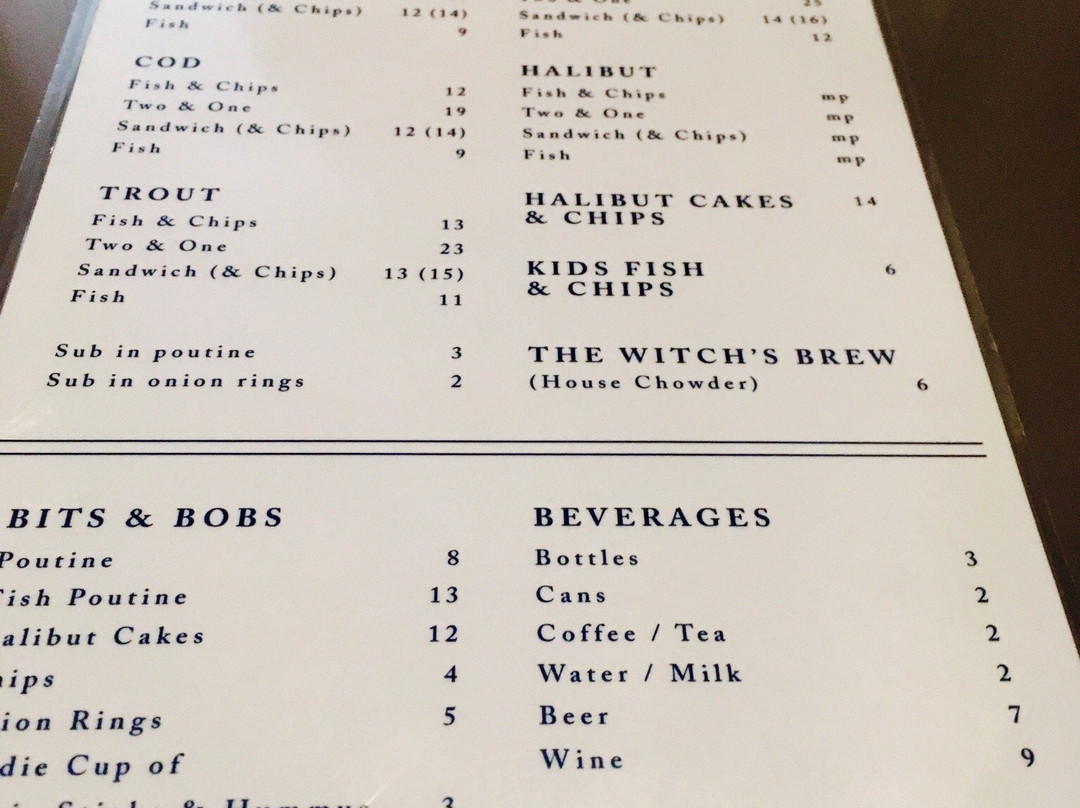 Sandwich (& Chips) 12 (14)
Fish 9
COD
Fish & Chips 12
Two & One 19
Sandwich (& Chips) 12 (14)
Fish 9
TROUT
Fish & Chips 13
Two & One 23
Sandwich (& Chips) 13 (15)
Fish 11
Sub in poutine 3
Sub in onion rings 2
25
Sandwich (& Chips) 14 (16)
Fish 12
HALIBUT
Fish & Chips mp
Two & One mp
Sandwich (& Chips) mp
Fish mp
HALIBUT CAKES 14
& CHIPS
KIDS FISH 6
& CHIPS
THE WITCH'S BREW
(House Chowder) 6
BITS & BOBS
Poutine 8
ish Poutine 13
alibut Cakes 12
ips 4
ion Rings 5
die Cup of
& Hummus 3
BEVERAGES
Bottles 3
Cans 2
Coffee / Tea 2
Water / Milk 2
Beer 7
Wine 9